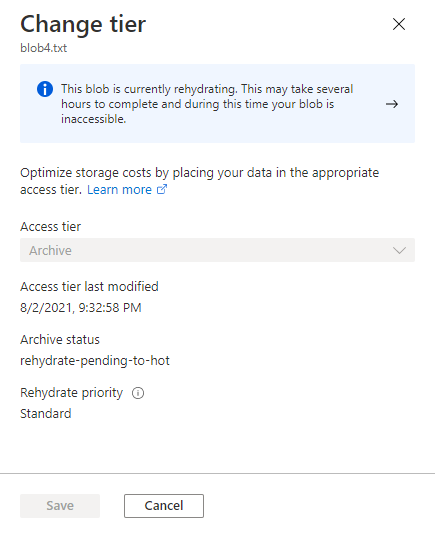 Change tier
blob4.txt
This blob is currently rehydrating. This may take several
hours to complete and during this time your blob is
inaccessible.
Optimize storage costs by placing your data in the appropriate
access tier. Learn more
Access tier
Archive
Access tier last modified
8/2/2021, 9:32:58 PM
Archive status
rehydrate-pending-to-hot
Rehydrate priority
Standard
Save
Cancel